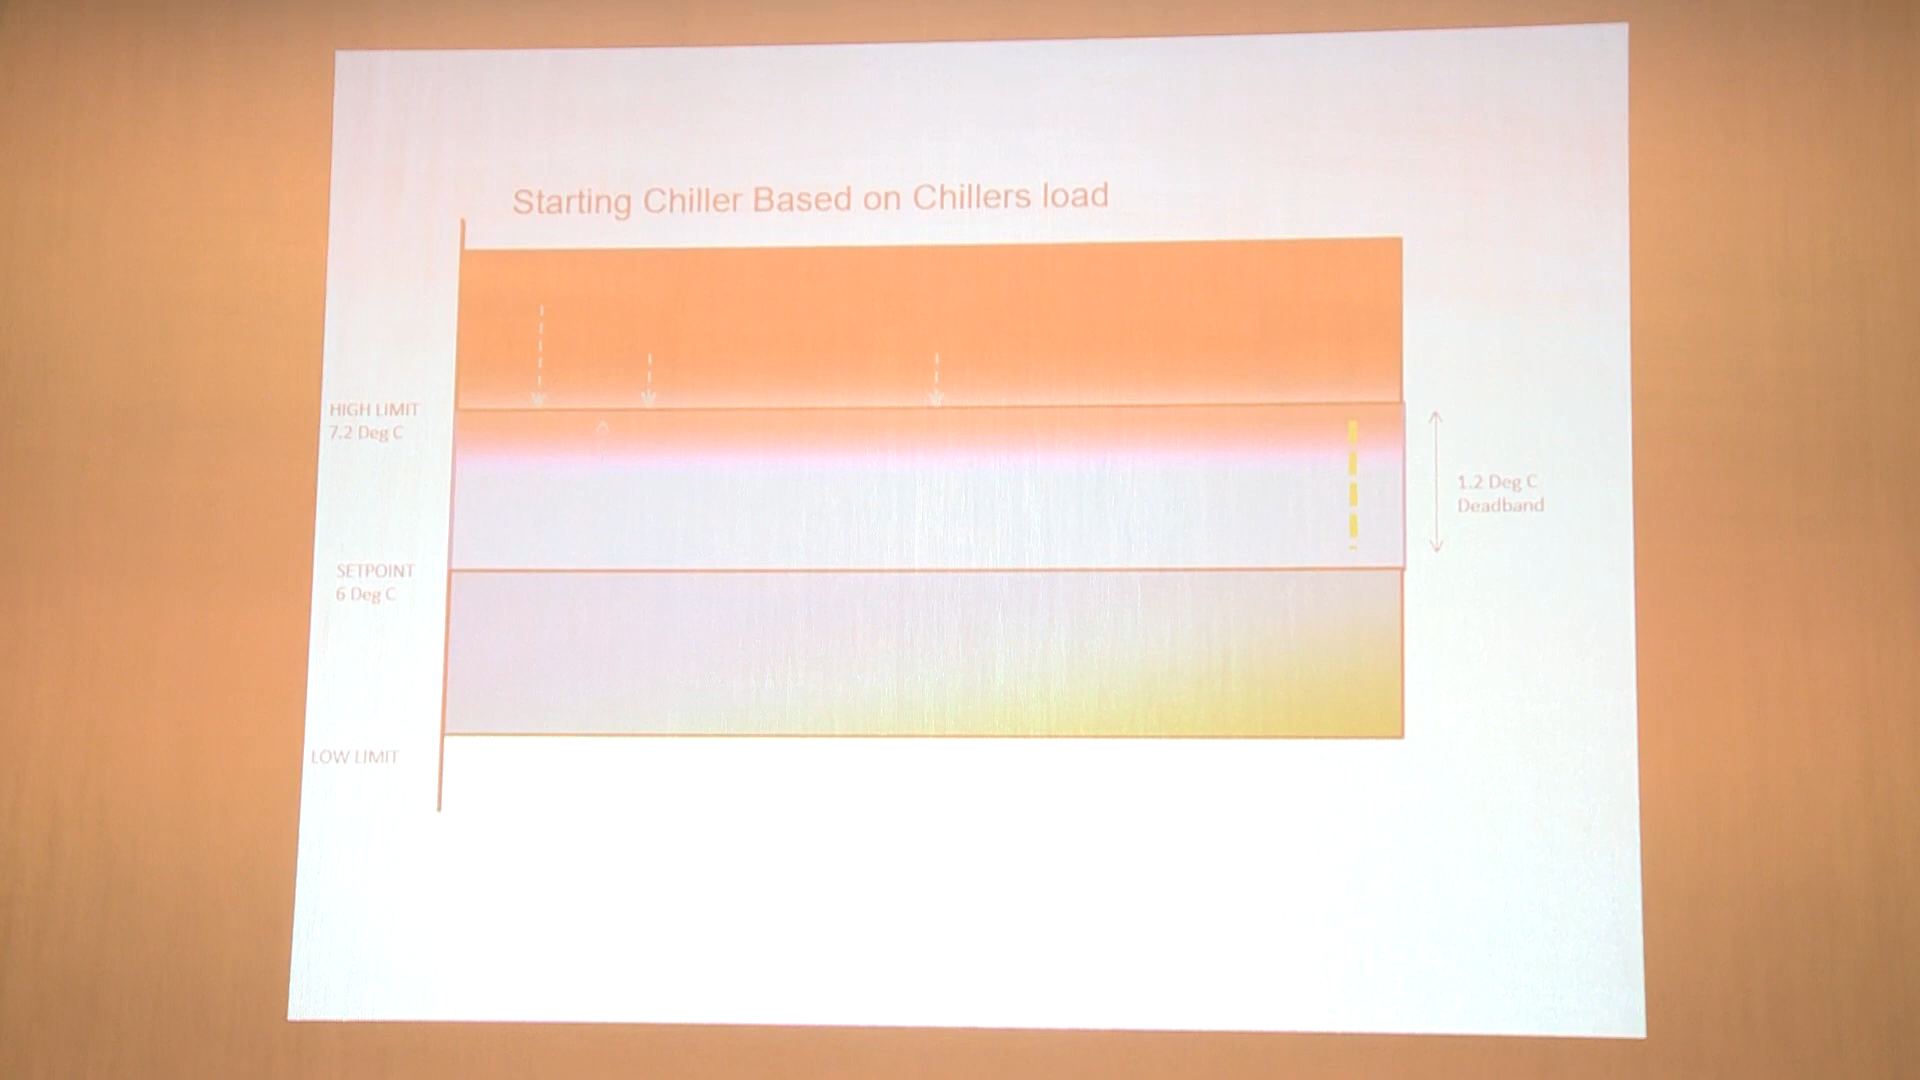 Starting Chiller Based on Chillers load
HIGH LIMIT
7.2 Deg C
1.2 Deg C
Deadband
SETPOINT
6 Deg C
LOW LIMIT